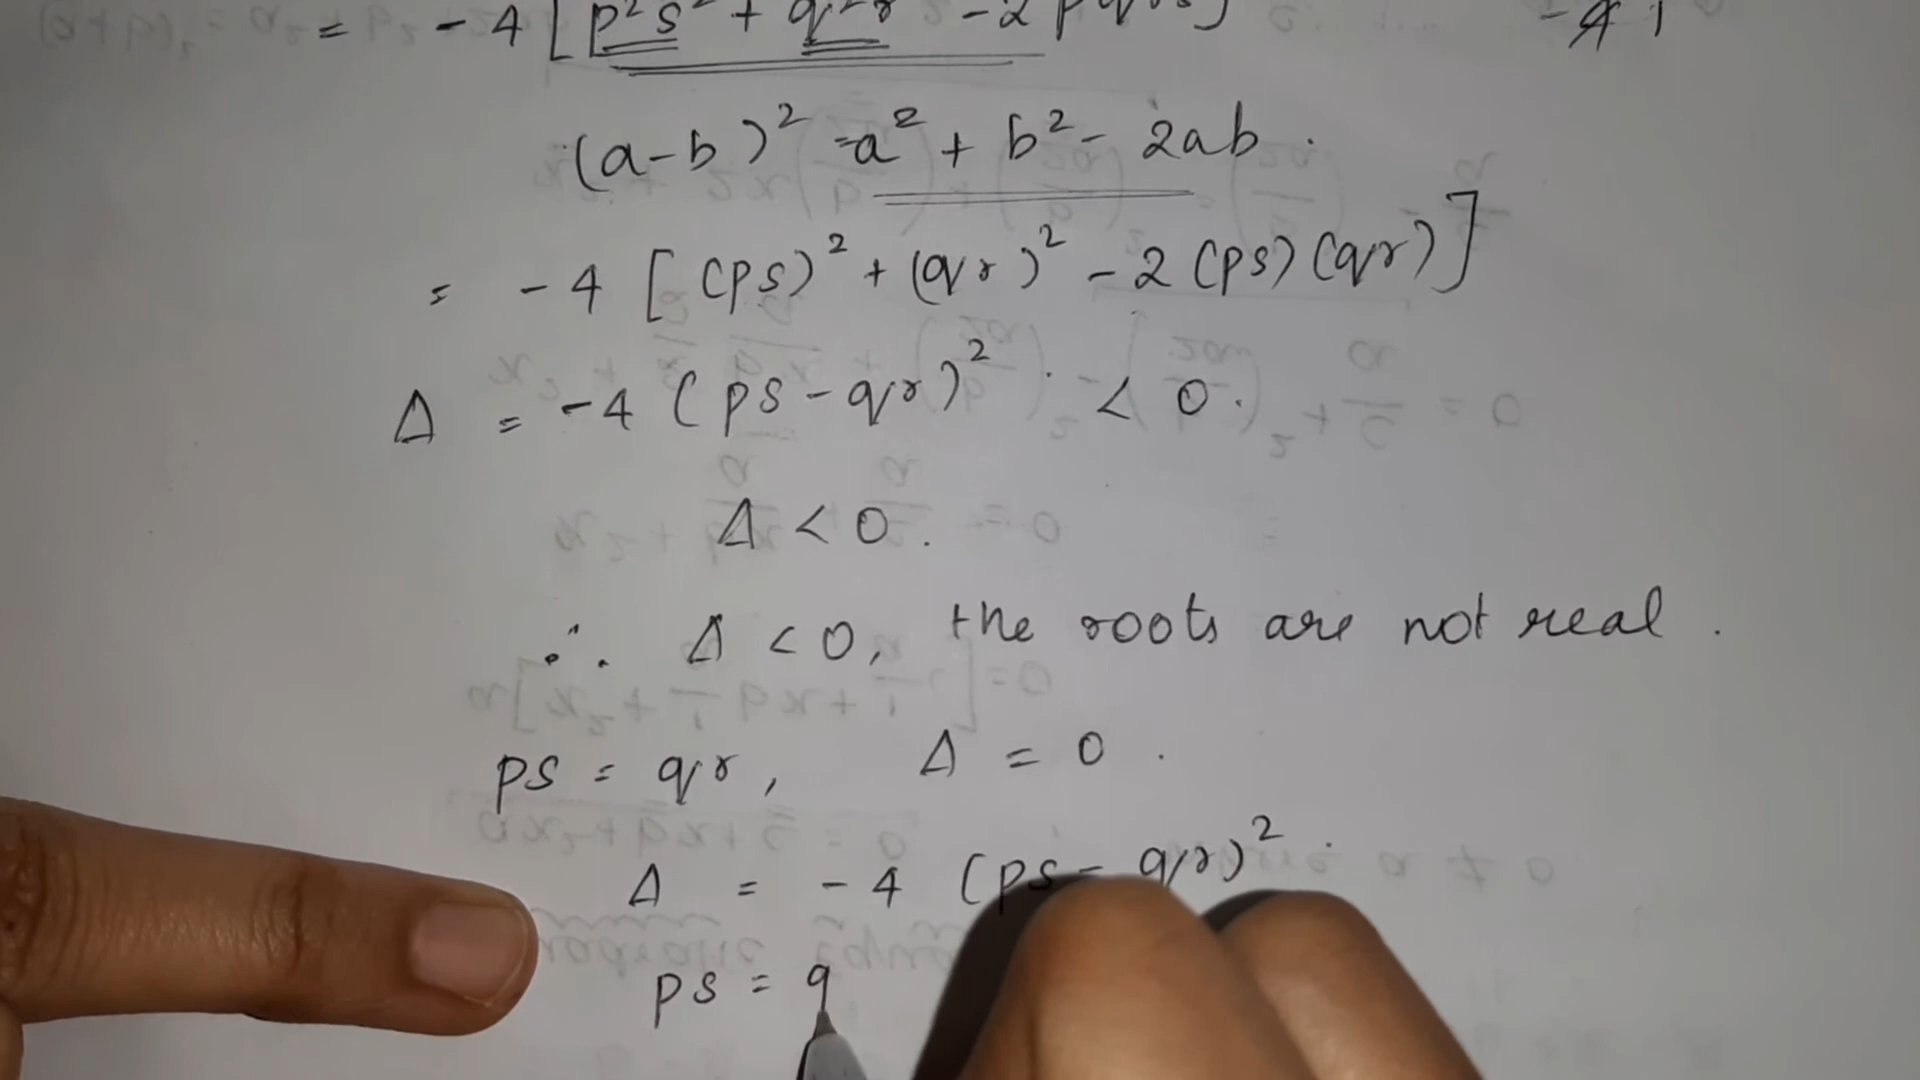 = -4 [p²s² + q²r² - 2pqrs]
-4
(a-b)² = a² + b² - 2ab.
= -4 [(ps)² + (qr)² - 2(ps)(qr)]
Δ = -4 (ps-qr)² < 0.
Δ < 0.
∴ Δ < 0, the roots are not real.
ps = qr, Δ = 0.
Δ = -4 (ps-qr)²
ps = q